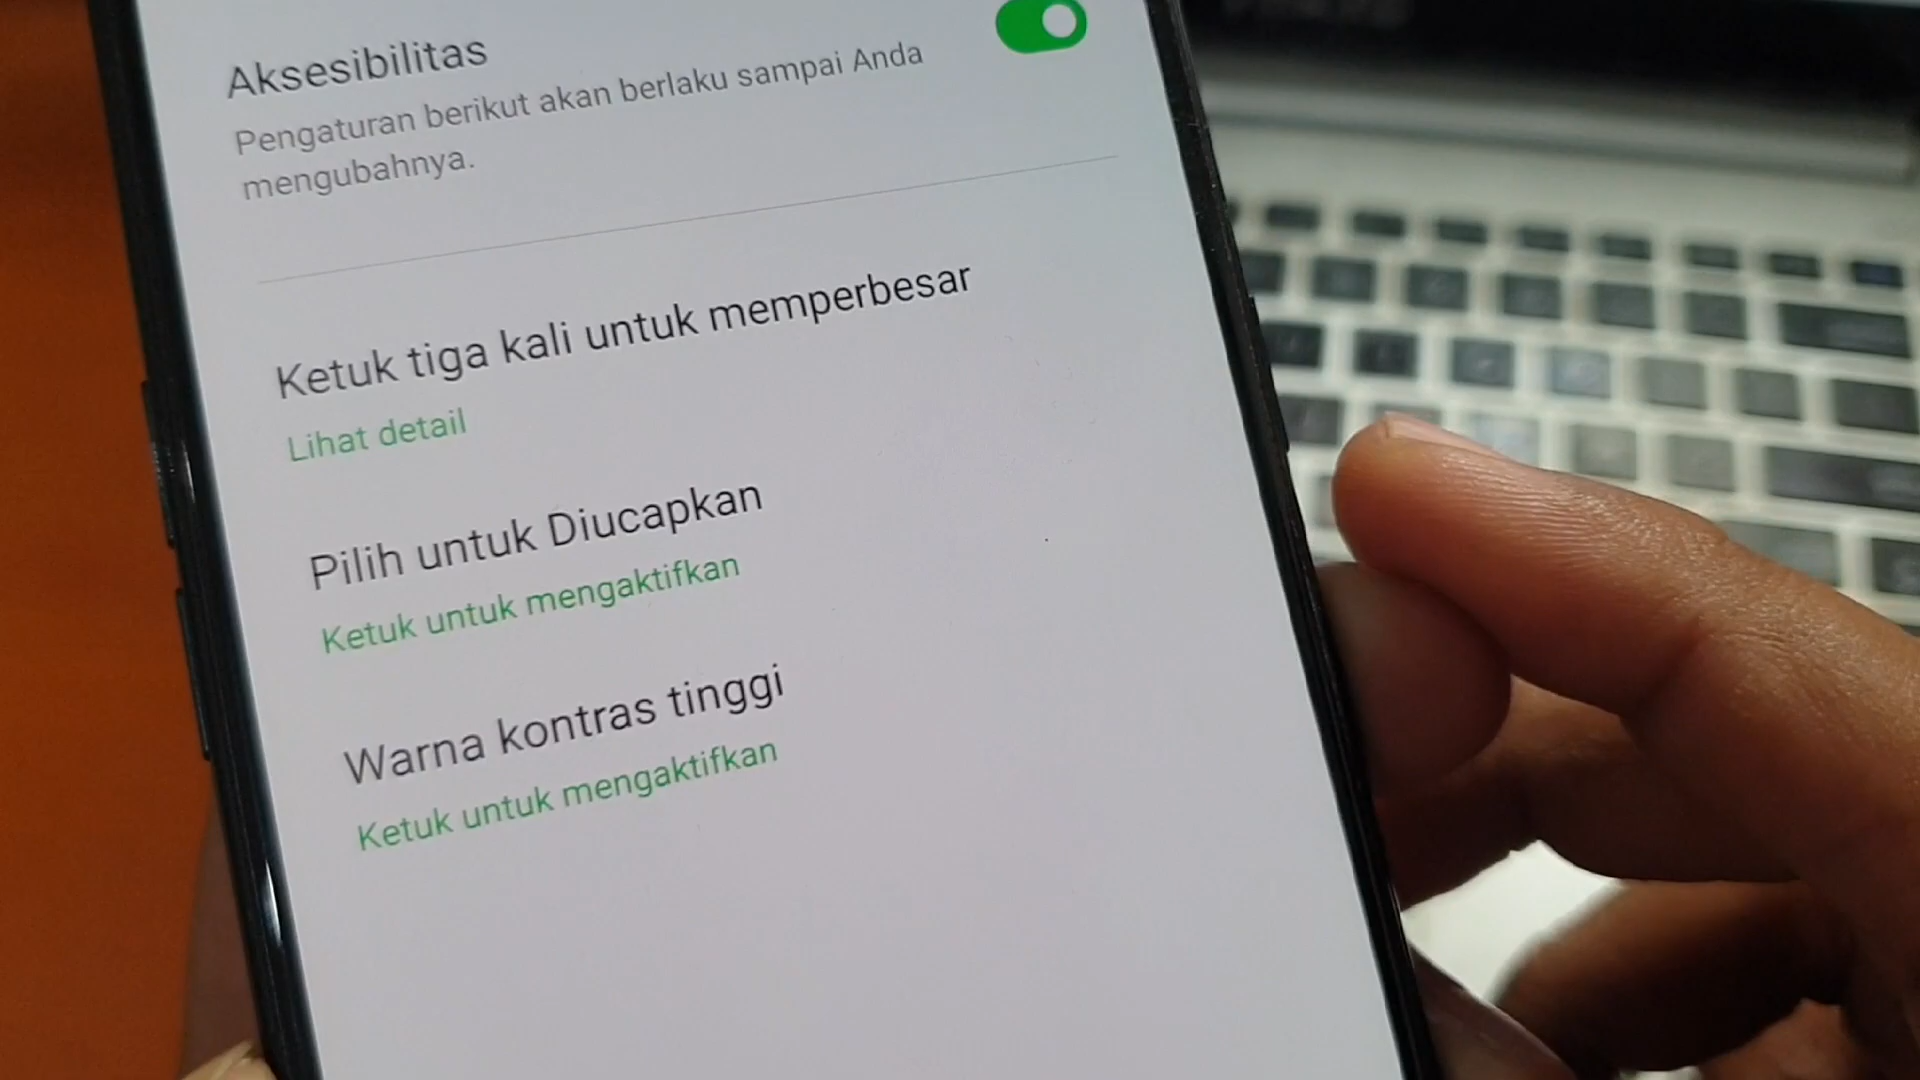 Aksesibilitas
Pengaturan berikut akan berlaku sampai Anda
mengubahnya.
Ketuk tiga kali untuk memperbesar
Lihat detail
Pilih untuk Diucapkan
Ketuk untuk mengaktifkan
Warna kontras tinggi
Ketuk untuk mengaktifkan